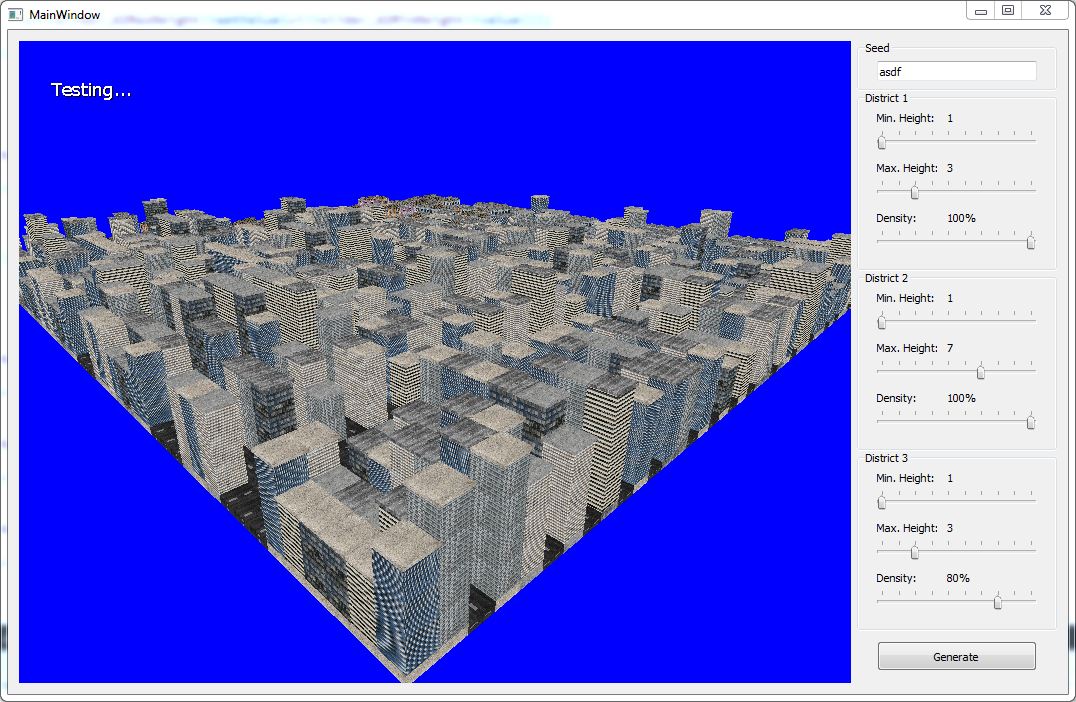 MainWindow
Testing...
Seed
asdf
District 1
Min. Height: 1
Max. Height: 3
Density: 100%
District 2
Min. Height: 1
Max. Height: 7
Density: 100%
District 3
Min. Height: 1
Max. Height: 3
Density: 80%
Generate